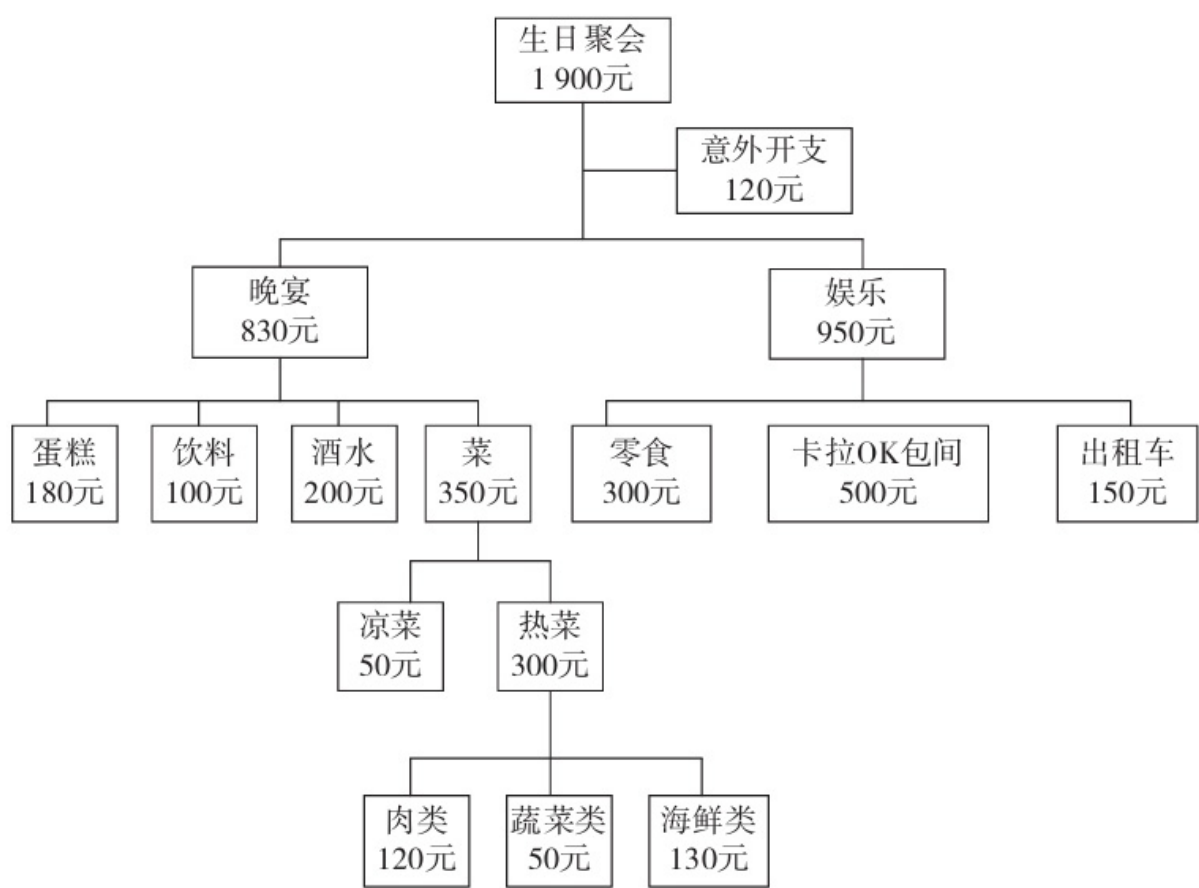 生日聚会
1 900元
意外开支
120元
晚宴
830元
娱乐
950元
蛋糕
180元
饮料
100元
酒水
200元
菜
350元
零食
300元
卡拉OK包间
500元
出租车
150元
凉菜
50元
热菜
300元
肉类
120元
蔬菜类
50元
海鲜类
130元